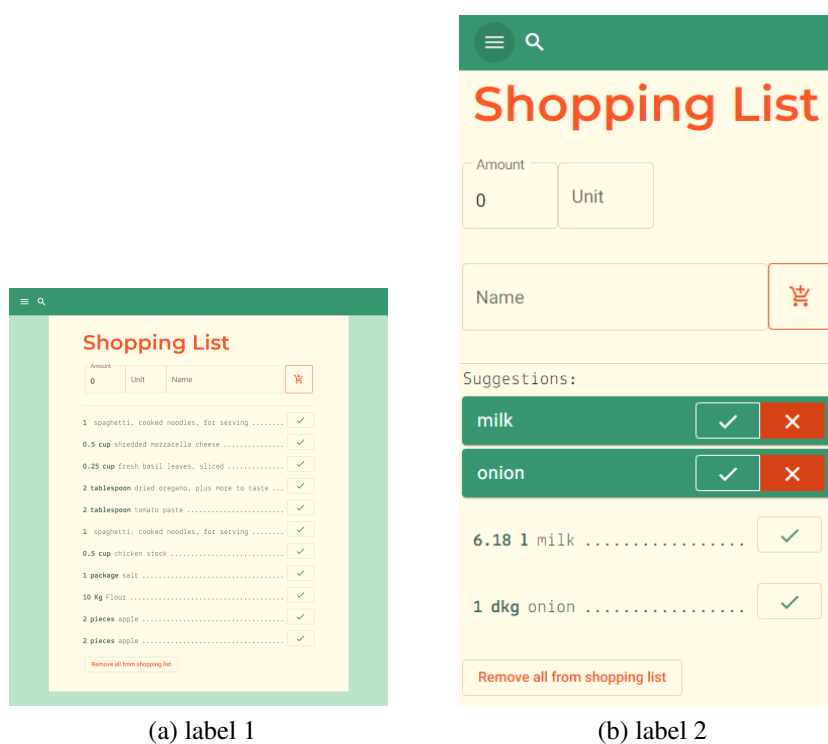 Shopping List
Amount
0 Unit Name
1 spaghetti, cooked noodles, for serving ........
0.5 cup shredded mozzarella cheese ...............
0.25 cup fresh basil leaves, sliced ..............
2 tablespoon dried oregano, plus more to taste ...
2 tablespoon tomato paste ........................
1 spaghetti, cooked noodles, for serving ........
0.5 cup chicken stock ............................
1 package salt ...................................
10 Kg Flour ......................................
2 pieces apple ...................................
2 pieces apple ...................................
Remove all from shopping list
(a) label 1
Shopping List
Amount
0 Unit
Name
Suggestions:
milk
onion
6.18 l milk ..................
1 dkg onion ..................
Remove all from shopping list
(b) label 2